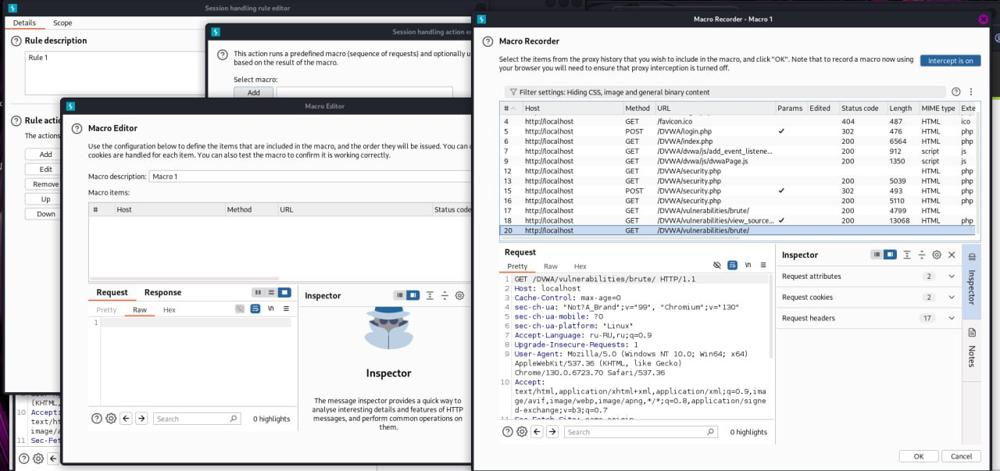 Session handling rule editor
Details
Scope
Rule description
Rule 1
Rule actio
The actions
Add
Edit
Remove
Up
Down
(KHTML,
10 Accept:
text/ht
image/a
11 Sec-Fet
Session handling action e
This action runs a predefined macro (sequence of requests) and optionally u
based on the result of the macro.
Select macro:
Add
Macro Editor
Macro Editor
Use the configuration below to define the items that are included in the macro, and the order they will be issued. You can
cookies are handled for each item. You can also test the macro to confirm it is working correctly.
Macro description: Macro 1
Macro items:
# Host Method URL Status code
Request Response
Pretty Raw Hex
\n
1
Search
0 highlights
Inspector
Inspector
The message inspector provides a quick way to
analyse interesting details and features of HTTP
messages, and perform common operations on
them.
Macro Recorder - Macro 1
Macro Recorder
Select the items from the proxy history that you wish to include in the macro, and click "OK". Note that to record a macro now using
your browser you will need to ensure that proxy interception is turned off.
Intercept is on
Filter settings: Hiding CSS, image and general binary content
# Host Method URL Params Edited Status code Length MIME type Exte
4 http://localhost GET /favicon.ico 404 487 HTML ico
5 http://localhost POST /DVWA/login.php ✓ 302 476 HTML php
6 http://localhost GET /DVWA/index.php 200 6564 HTML php
7 http://localhost GET /DVWA/dvwa/js/add_event_listene... 200 912 script js
9 http://localhost GET /DVWA/dvwa/js/dvwaPage.js 200 1350 script js
12 http://localhost GET /DVWA/security.php HTML php
13 http://localhost GET /DVWA/security.php 200 5039 HTML php
15 http://localhost POST /DVWA/security.php ✓ 302 493 HTML php
16 http://localhost GET /DVWA/security.php 200 5110 HTML php
17 http://localhost GET /DVWA/vulnerabilities/brute/ 200 4799 HTML
18 http://localhost GET /DVWA/vulnerabilities/view_source... ✓ 200 13068 HTML php
20 http://localhost GET /DVWA/vulnerabilities/brute/
Request
Pretty Raw Hex
\n
1 GET /DVWA/vulnerabilities/brute/ HTTP/1.1
2 Host: localhost
3 Cache-Control: max-age=0
4 sec-ch-ua: "Not?A_Brand";v="99", "Chromium";v="130"
5 sec-ch-ua-mobile: ?0
6 sec-ch-ua-platform: "Linux"
7 Accept-Language: ru-RU,ru;q=0.9
8 Upgrade-Insecure-Requests: 1
9 User-Agent: Mozilla/5.0 (Windows NT 10.0; Win64; x64)
AppleWebKit/537.36 (KHTML, like Gecko)
Chrome/130.0.6723.70 Safari/537.36
10 Accept:
text/html,application/xhtml+xml,application/xml;q=0.9,ima
ge/avif,image/webp,image/apng,*/*;q=0.8,application/signe
d-exchange;v=b3;q=0.7
11 Sec-Fetch-Site: same-origin
Search
0 highlights
Inspector
Request attributes 2
Request cookies 2
Request headers 17
Inspector
Notes
OK
Cancel